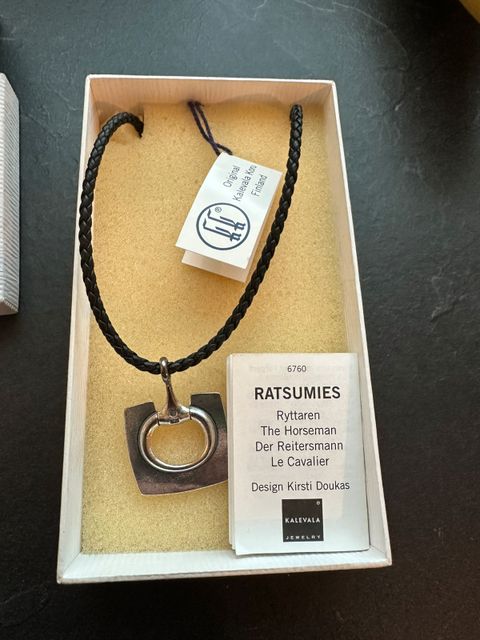 Original
Kalevala Koru
Finland
®
6760
RATSUMIES
Ryttaren
The Horseman
Der Reitersmann
Le Cavalier
Design Kirsti Doukas
®
KALEVALA
JEWELRY